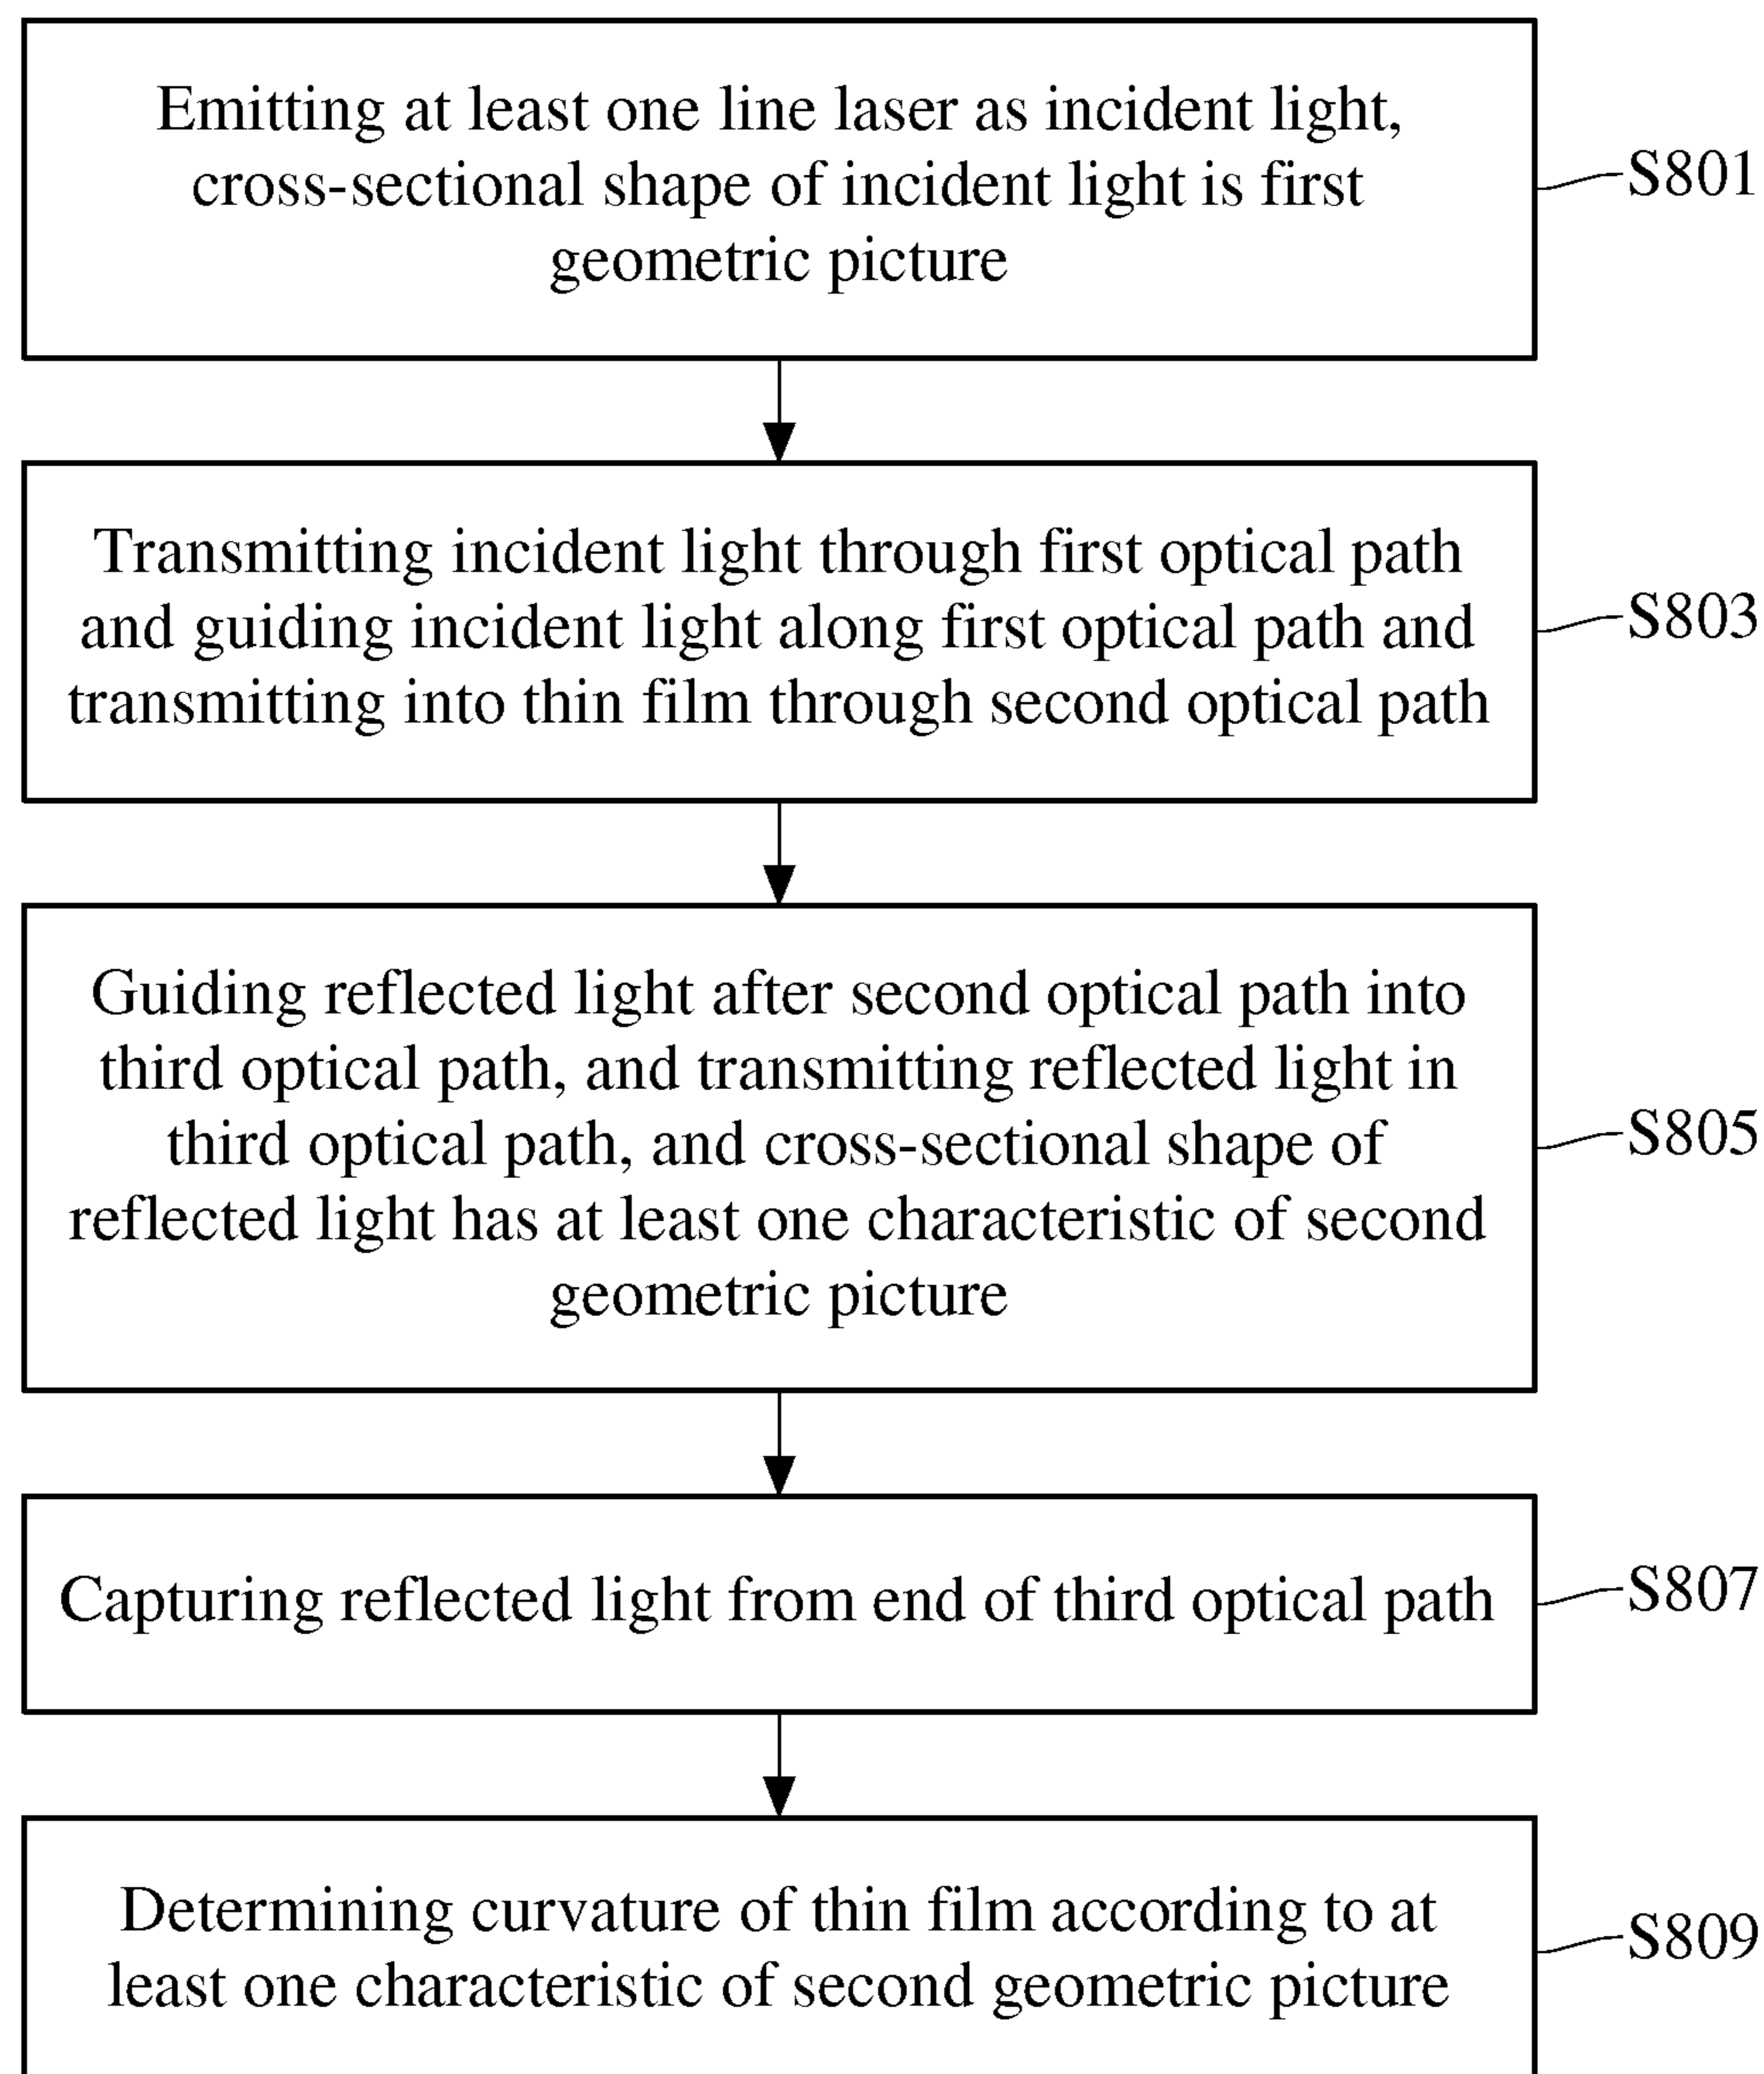 Emitting at least one line laser as incident light,
cross-sectional shape of incident light is first
geometric picture
S801
Transmitting incident light through first optical path
and guiding incident light along first optical path and
transmitting into thin film through second optical path
S803
Guiding reflected light after second optical path into
third optical path, and transmitting reflected light in
third optical path, and cross-sectional shape of
reflected light has at least one characteristic of second
geometric picture
S805
Capturing reflected light from end of third optical path
S807
Determining curvature of thin film according to at
least one characteristic of second geometric picture
S809